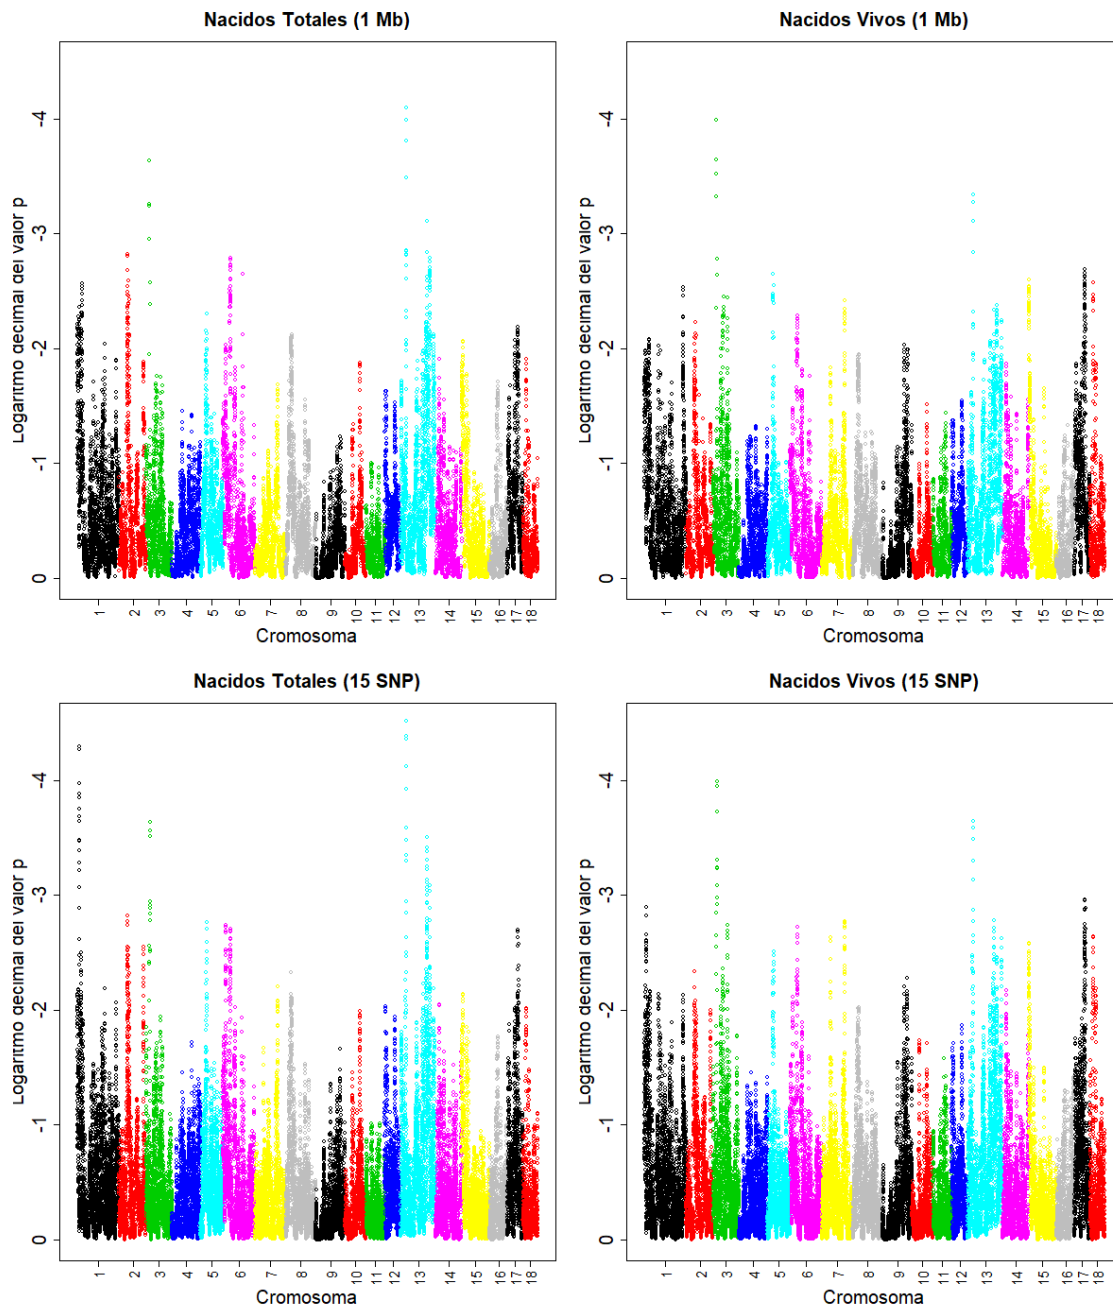 Nacidos Totales (1 Mb)
Logaritmo decimal del valor p
-4
-3
-2
-1
0
1 2 3 4 5 6 7 8 9 10 11 12 13 14 15 16 17 18
Cromosoma
Nacidos Vivos (1 Mb)
Logaritmo decimal del valor p
-4
-3
-2
-1
0
1 2 3 4 5 6 7 8 9 10 11 12 13 14 15 16 17 18
Cromosoma
Nacidos Totales (15 SNP)
Logaritmo decimal del valor p
-4
-3
-2
-1
0
1 2 3 4 5 6 7 8 9 10 11 12 13 14 15 16 17 18
Cromosoma
Nacidos Vivos (15 SNP)
Logaritmo decimal del valor p
-4
-3
-2
-1
0
1 2 3 4 5 6 7 8 9 10 11 12 13 14 15 16 17 18
Cromosoma